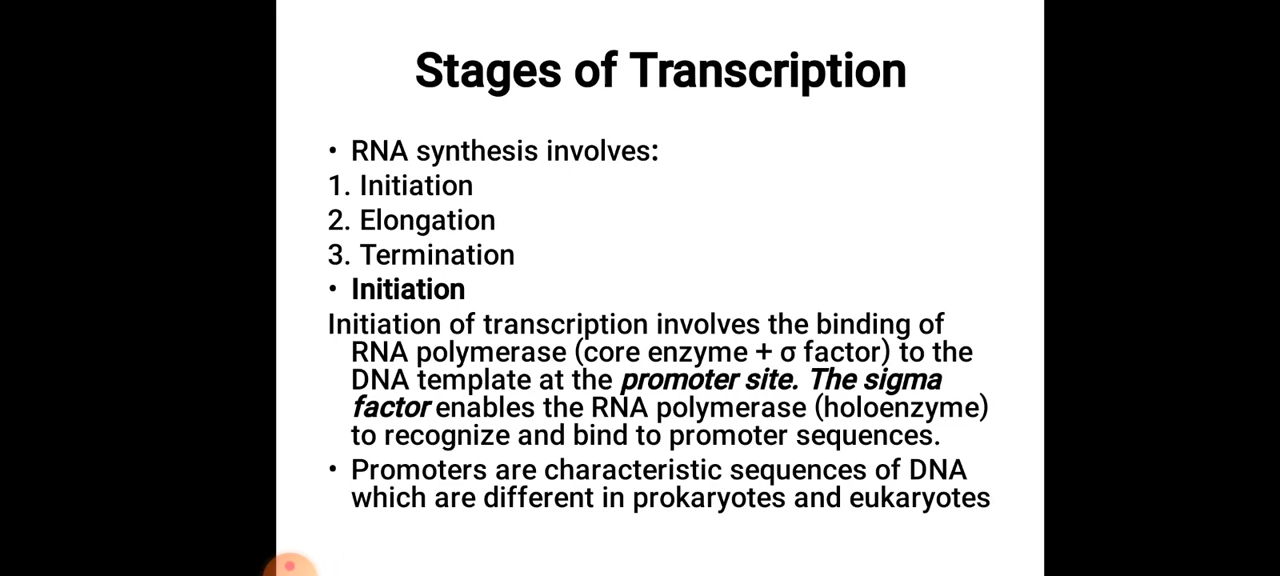 Stages of Transcription
• RNA synthesis involves:
1. Initiation
2. Elongation
3. Termination
• Initiation
Initiation of transcription involves the binding of
RNA polymerase (core enzyme + σ factor) to the
DNA template at the promoter site. The sigma
factor enables the RNA polymerase (holoenzyme)
to recognize and bind to promoter sequences.
• Promoters are characteristic sequences of DNA
which are different in prokaryotes and eukaryotes